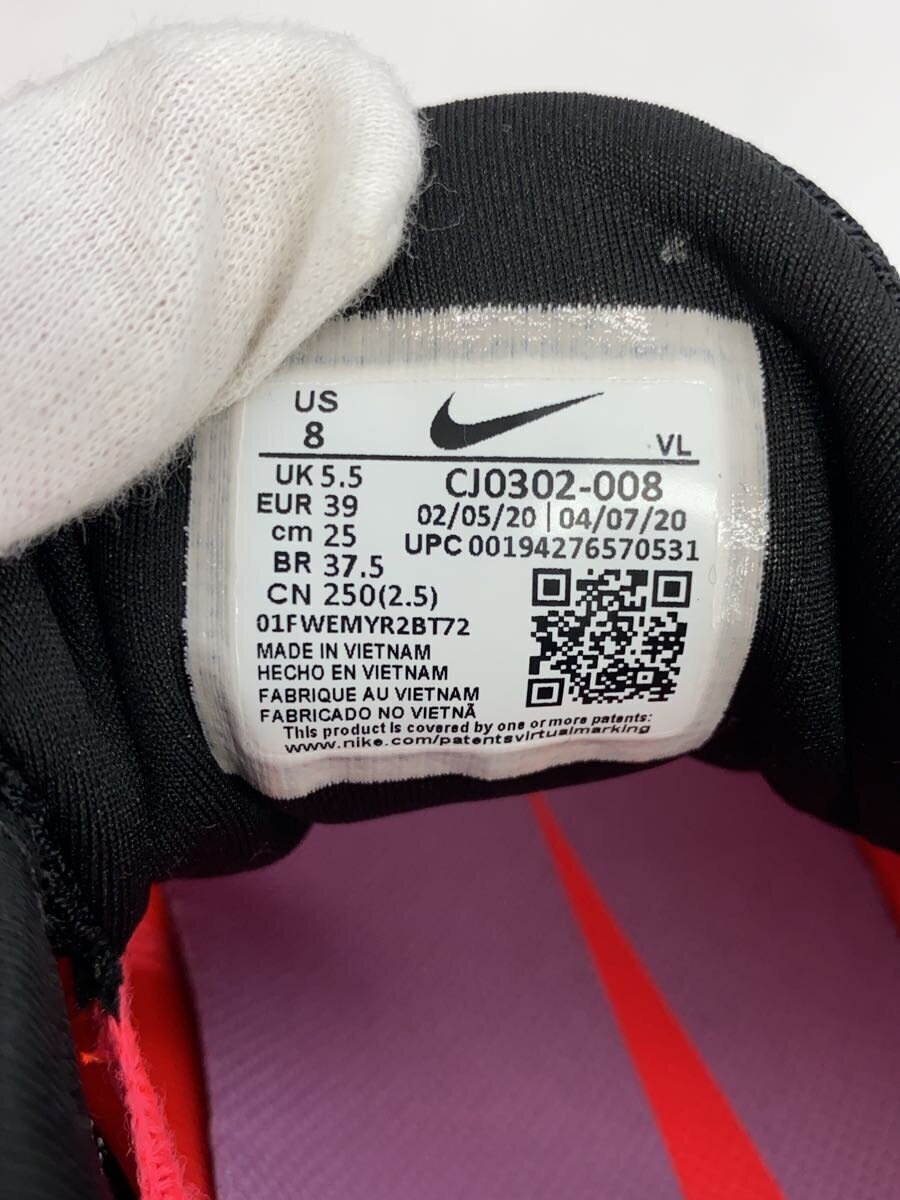 US
8
VL
UK 5.5
EUR 39
cm 25
BR 37.5
CN 250(2.5)
CJ0302-008
02/05/20 | 04/07/20
UPC 00194276570531
01FWEMYR2BT72
MADE IN VIETNAM
HECHO EN VIETNAM
FABRIQUE AU VIETNAM
FABRICADO NO VIETNÃ
This product is covered by one or more patents:
www.nike.com/patentsvirtualmarking